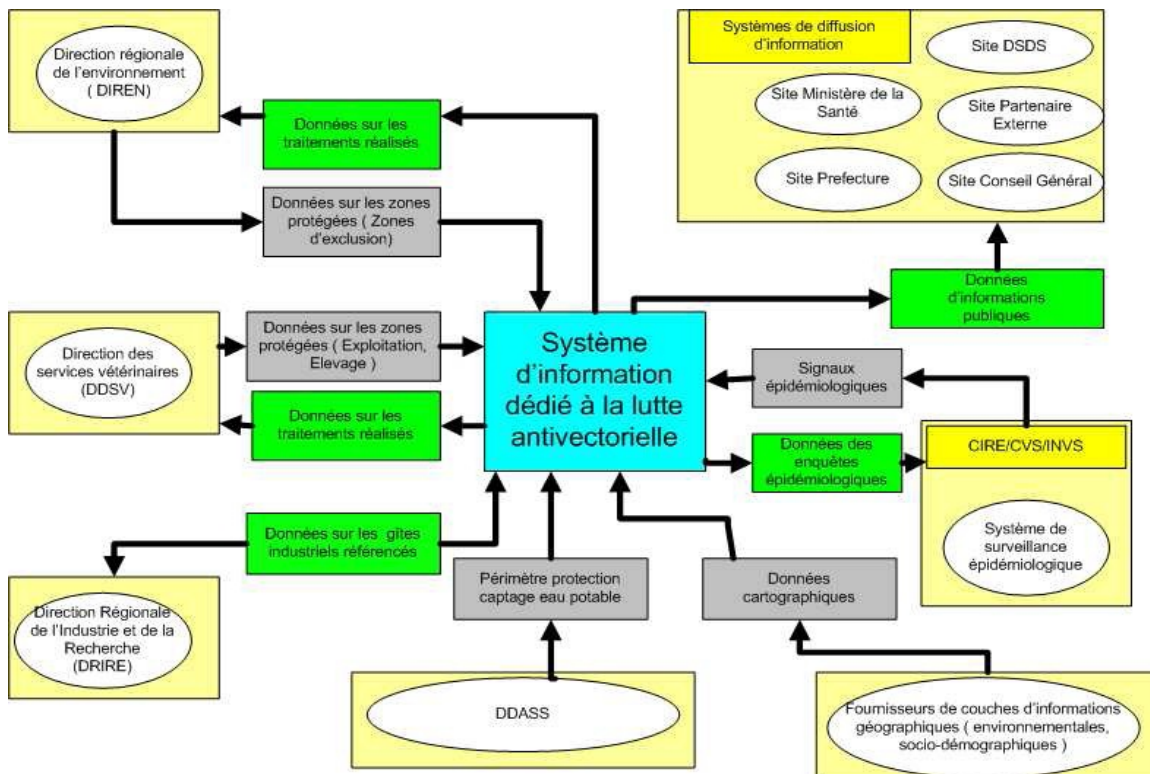 Direction régionale
de l'environnement
( DIREN)
Données sur les
traitements réalisés
Données sur les zones
protégées ( Zones
d'exclusion)
Systèmes de diffusion
d'information
Site DSDS
Site Ministère de la
Santé
Site Partenaire
Externe
Site Prefecture
Site Conseil Général
Données
d'informations
publiques
Direction des
services vétérinaires
(DDSV)
Données sur les zones
protégées ( Exploitation,
Elevage )
Données sur les
traitements réalisés
Système
d'information
dédié à la lutte
antivectorielle
Signaux
épidémiologiques
Données des
enquêtes
épidémiologiques
CIRE/CVS/INVS
Système de
surveillance
épidémiologique
Données sur les gîtes
industriels référencés
Direction Régionale
de l'Industrie et de la
Recherche
(DRIRE)
Périmètre protection
captage eau potable
Données
cartographiques
DDASS
Fournisseurs de couches d'informations
géographiques ( environnementales,
socio-démographiques )